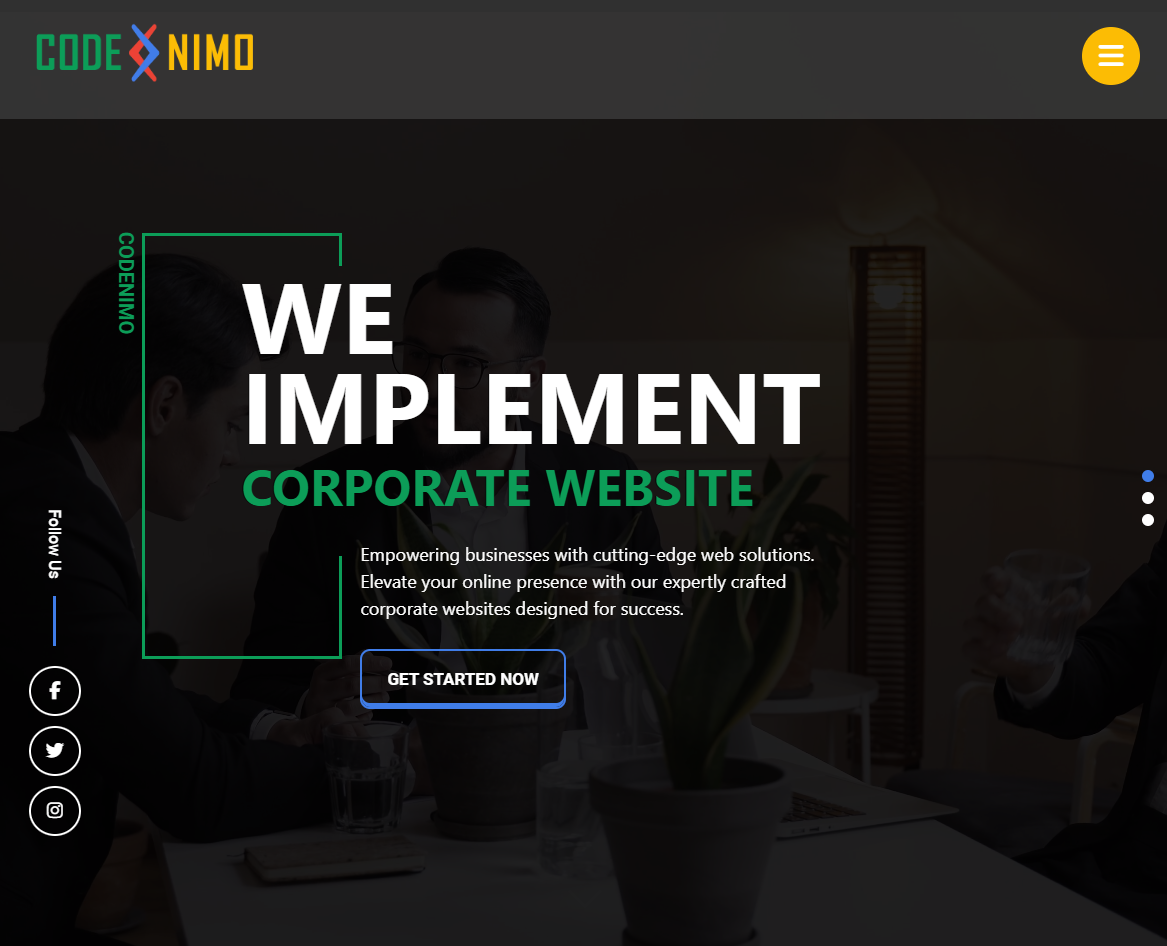 CODE NIMO
CODENIMO
WE
IMPLEMENT
CORPORATE WEBSITE
Empowering businesses with cutting-edge web solutions.
Elevate your online presence with our expertly crafted
corporate websites designed for success.
GET STARTED NOW
Follow Us